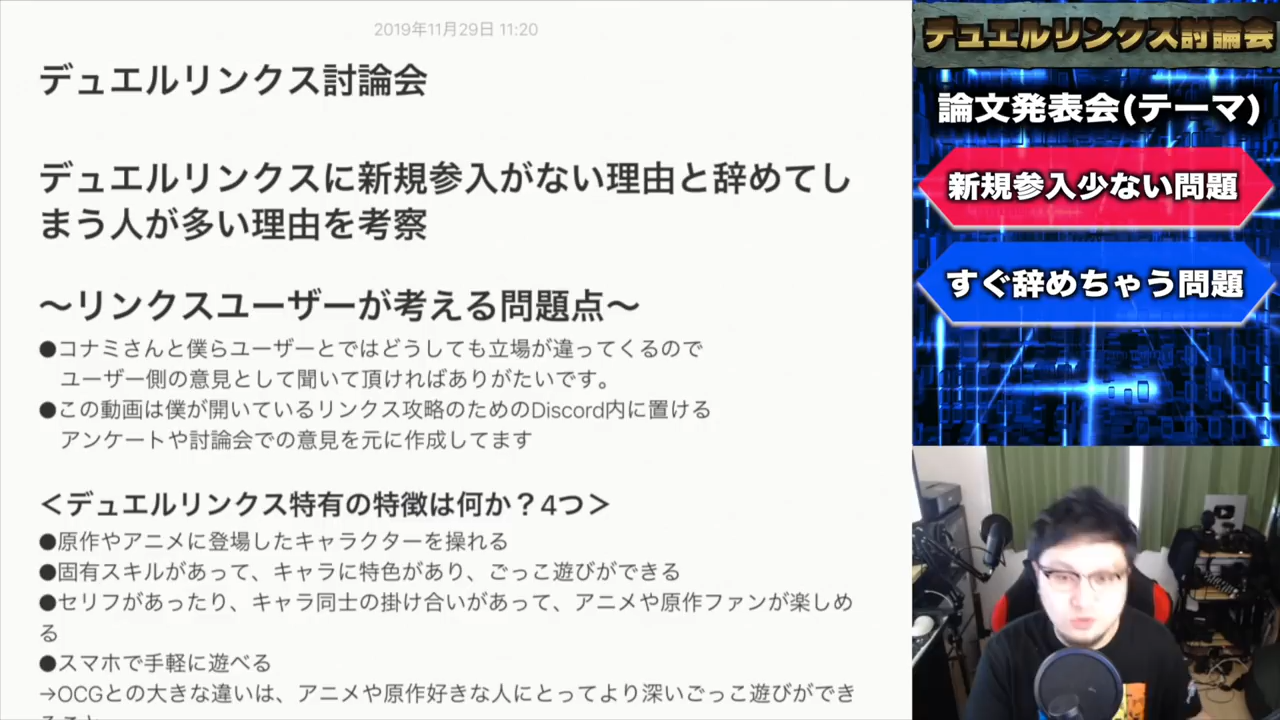 2019年11月29日 11:20
デュエルリンクス討論会
デュエルリンクスに新規参入がない理由と辞めてし
まう人が多い理由を考察
〜リンクスユーザーが考える問題点〜
●コナミさんと僕らユーザーとではどうしても立場が違ってくるので
ユーザー側の意見として聞いて頂ければありがたいです。
●この動画は僕が開いているリンクス攻略のためのDiscord内に置ける
アンケートや討論会での意見を元に作成してます
＜デュエルリンクス特有の特徴は何か？4つ＞
●原作やアニメに登場したキャラクターを操れる
●固有スキルがあって、キャラに特色があり、ごっこ遊びができる
●セリフがあったり、キャラ同士の掛け合いがあって、アニメや原作ファンが楽しめ
る
●スマホで手軽に遊べる
→OCGとの大きな違いは、アニメや原作好きな人にとってより深いごっこ遊びができ
デュエルリンクス討論会
論文発表会(テーマ)
新規参入少ない問題
すぐ辞めちゃう問題